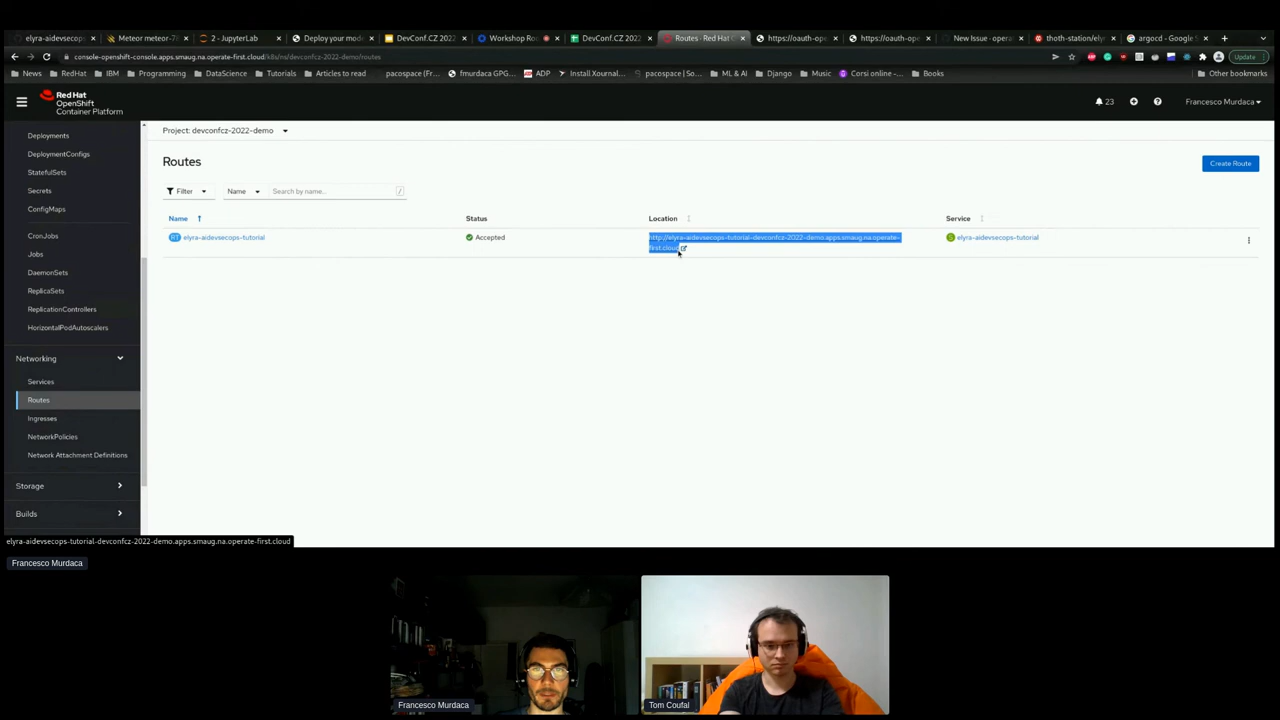 elyra-aidevsecops
Meteor meteor-7
2 - JupyterLab
Deploy your mod
DevConf.CZ 2022
Workshop Ro
DevConf.CZ 2022
Routes · Red Hat O
https://oauth-ope
https://oauth-ope
New Issue · opera
thoth-station/ely
argocd - Google S
console-openshift-console.apps.smaug.na.operate-first.cloud/k8s/ns/devconfcz-2022-demo/routes
Update
News
RedHat
IBM
Programming
DataScience
Tutorials
Articles to read
pacospace (Fr...
fmurdaca GPG...
ADP
Install Xournal...
pacospace | So...
ML & AI
Django
Music
Corsi online -...
Books
Other bookmarks
Red Hat
OpenShift
Container Platform
23
Francesco Murdaca
Deployments
DeploymentConfigs
StatefulSets
Secrets
ConfigMaps
CronJobs
Jobs
DaemonSets
ReplicaSets
ReplicationControllers
HorizontalPodAutoscalers
Networking
Services
Routes
Ingresses
NetworkPolicies
Network Attachment Definitions
Storage
Builds
Project: devconfcz-2022-demo
Routes
Create Route
Filter
Name
Search by name...
/
Name
Status
Location
Service
RT elyra-aidevsecops-tutorial
Accepted
http://elyra-aidevsecops-tutorial-devconfcz-2022-demo.apps.smaug.na.operate-
first.cloud
S elyra-aidevsecops-tutorial
elyra-aidevsecops-tutorial-devconfcz-2022-demo.apps.smaug.na.operate-first.cloud
Francesco Murdaca
Francesco Murdaca
Tom Coufal